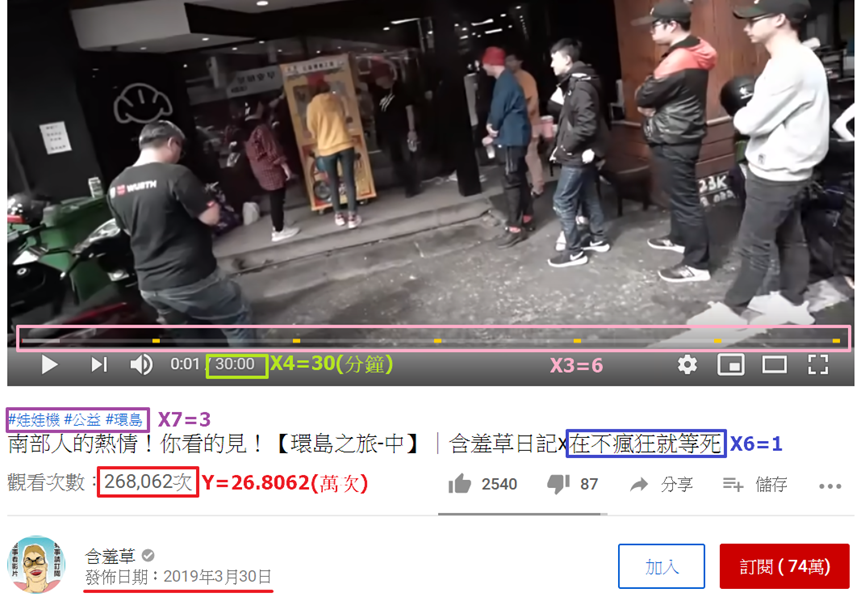 WURTH
23K
0:01 / 30:00 X4=30(分鐘) X3=6
#娃娃機 #公益 #環島 X7=3
南部人的熱情！你看的見！【環島之旅-中】｜含羞草日記x在不瘋狂就等死 X6=1
觀看次數：268,062次 Y=26.8062(萬次) 2540 87 分享 儲存
含羞草
發佈日期：2019年3月30日
加入 訂閱 ( 74萬)